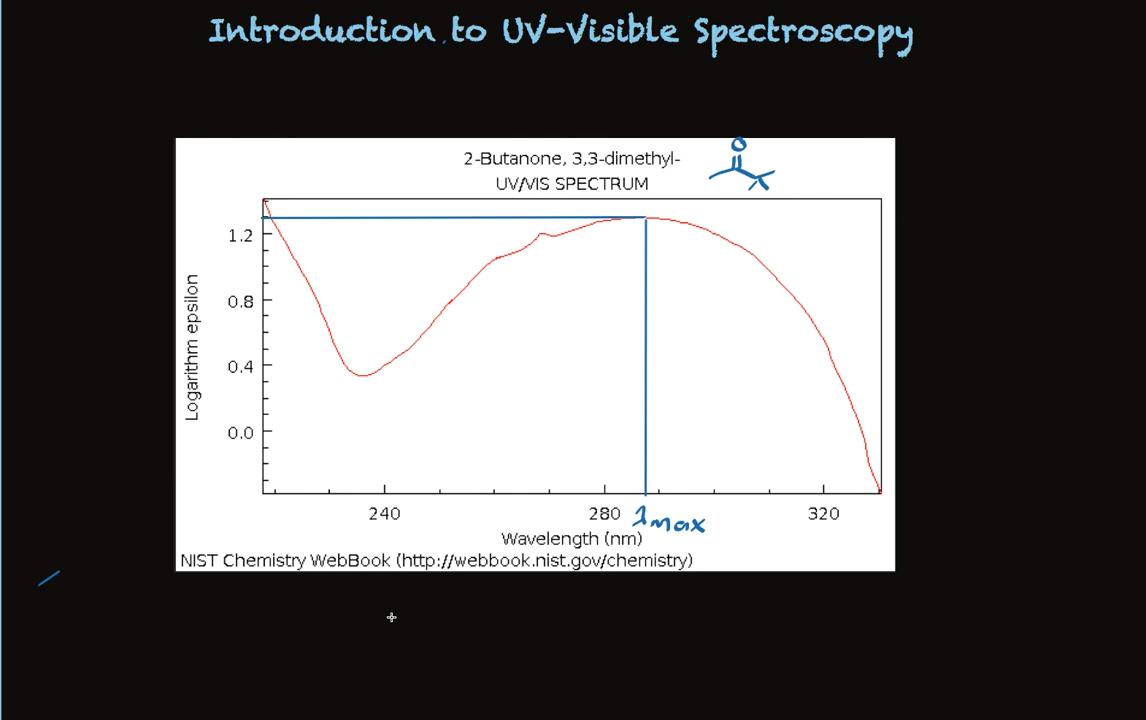 Introduction to UV-Visible Spectroscopy
2-Butanone, 3,3-dimethyl-
UV/VIS SPECTRUM
O
1.2
0.8
0.4
0.0
Logarithm epsilon
240
280
320
λmax
Wavelength (nm)
NIST Chemistry WebBook (http://webbook.nist.gov/chemistry)